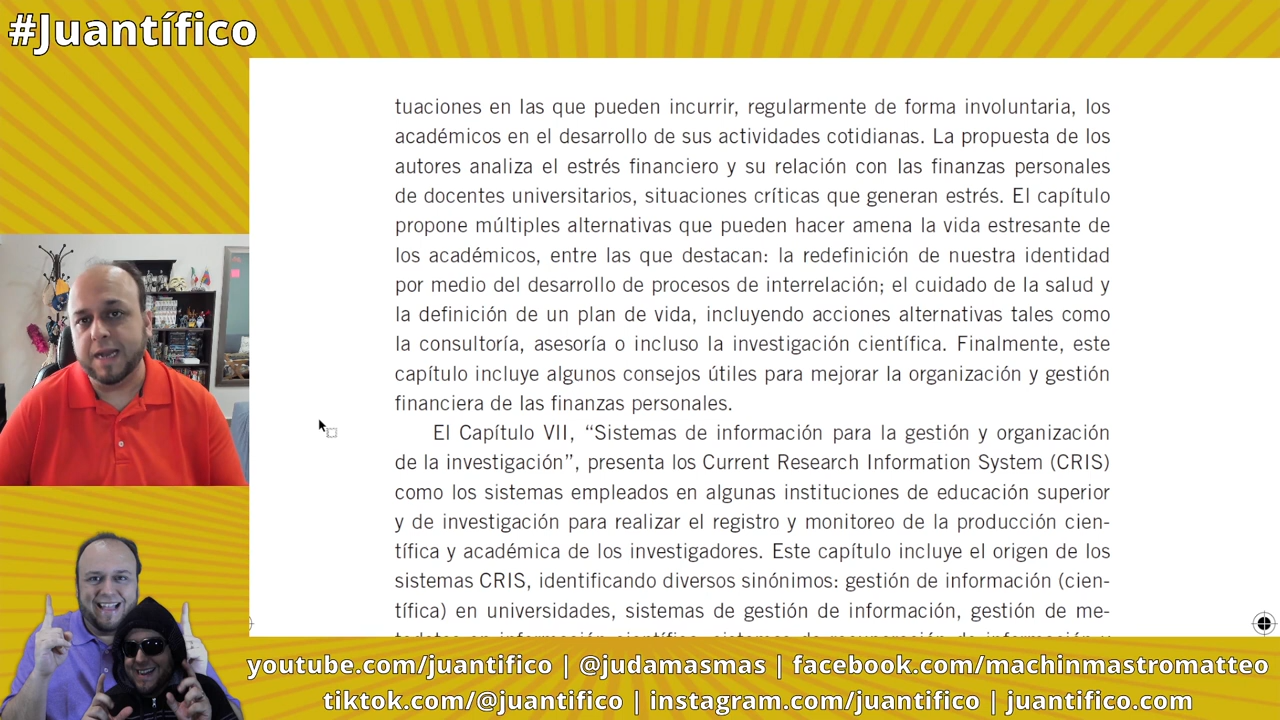 #Juantífico
tuaciones en las que pueden incurrir, regularmente de forma involuntaria, los
académicos en el desarrollo de sus actividades cotidianas. La propuesta de los
autores analiza el estrés financiero y su relación con las finanzas personales
de docentes universitarios, situaciones críticas que generan estrés. El capítulo
propone múltiples alternativas que pueden hacer amena la vida estresante de
los académicos, entre las que destacan: la redefinición de nuestra identidad
por medio del desarrollo de procesos de interrelación; el cuidado de la salud y
la definición de un plan de vida, incluyendo acciones alternativas tales como
la consultoría, asesoría o incluso la investigación científica. Finalmente, este
capítulo incluye algunos consejos útiles para mejorar la organización y gestión
financiera de las finanzas personales.
El Capítulo VII, “Sistemas de información para la gestión y organización
de la investigación”, presenta los Current Research Information System (CRIS)
como los sistemas empleados en algunas instituciones de educación superior
y de investigación para realizar el registro y monitoreo de la producción cien-
tífica y académica de los investigadores. Este capítulo incluye el origen de los
sistemas CRIS, identificando diversos sinónimos: gestión de información (cien-
tífica) en universidades, sistemas de gestión de información, gestión de me-
youtube.com/juantifico | @judamasmas | facebook.com/machinmastromatteo
tiktok.com/@juantifico | instagram.com/juantifico | juantifico.com